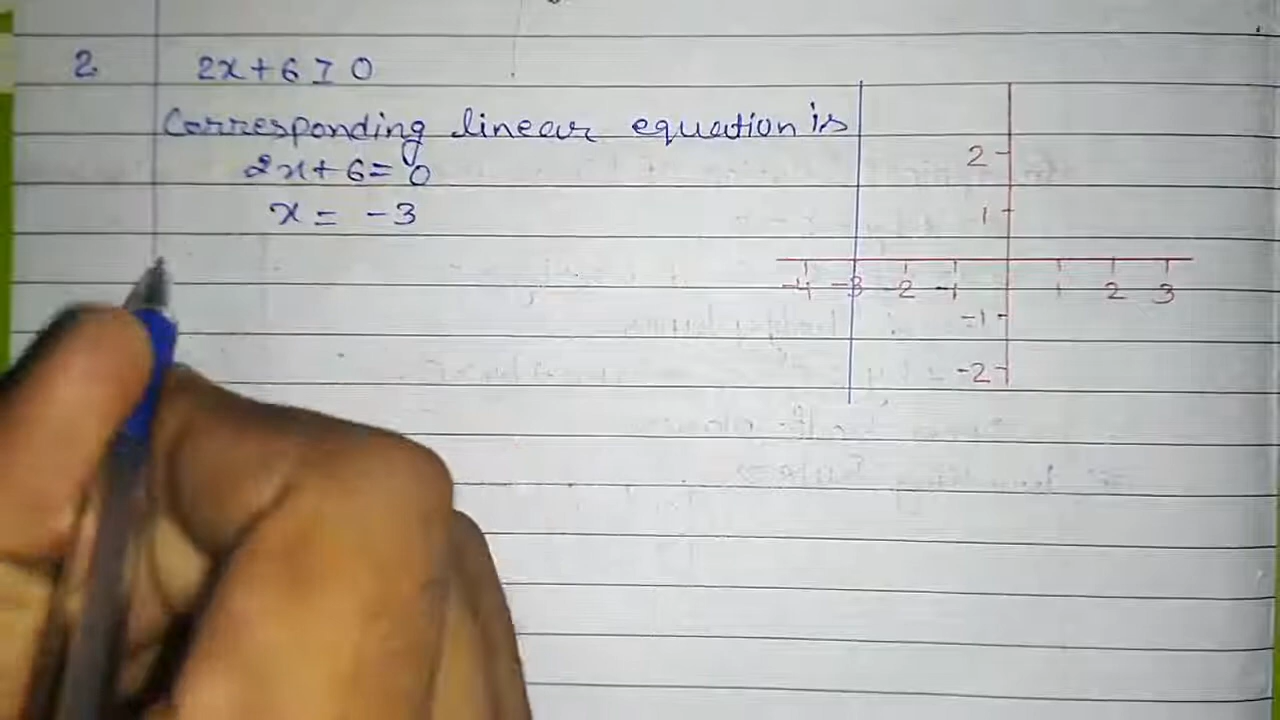 2. 2x + 6 ≥ 0
Corresponding linear equation is
2x + 6 = 0
x = -3
2
1
-4 -3 -2 -1 1 2 3
-1
-2